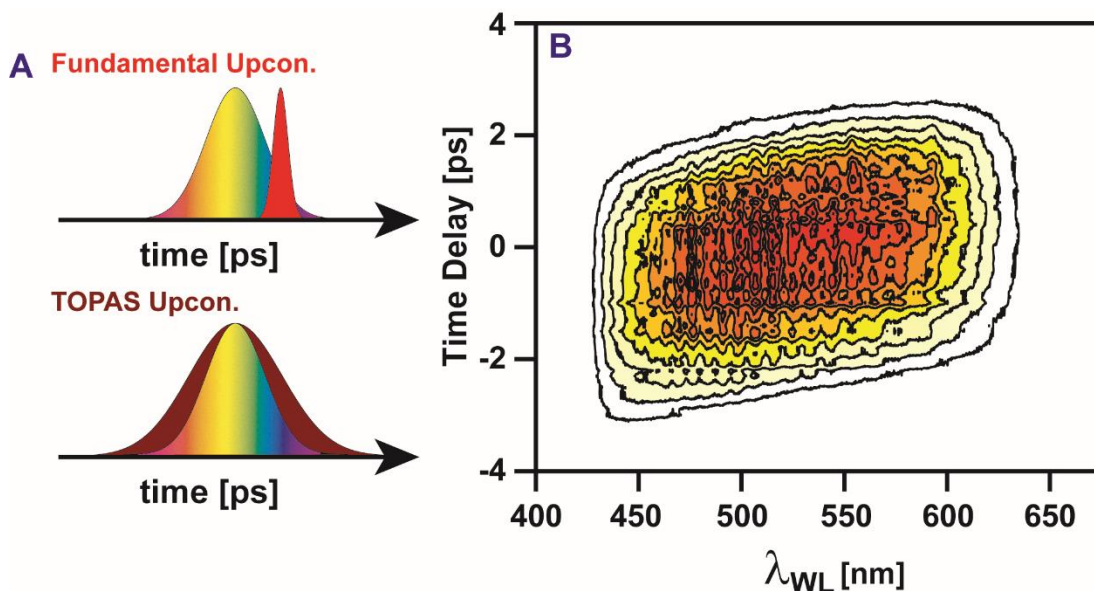 A
Fundamental Upcon.
time [ps]
TOPAS Upcon.
time [ps]
B
Time Delay [ps]
4
2
0
-2
-4
400 450 500 550 600 650
λWL [nm]